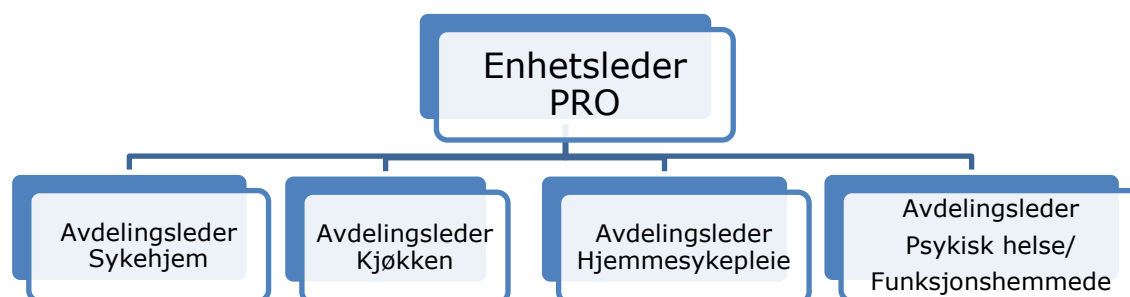 Enhetsleder
PRO
Avdelingsleder
Sykehjem
Avdelingsleder
Kjøkken
Avdelingsleder
Hjemmesykepleie
Avdelingsleder
Psykisk helse/
Funksjonshemmede